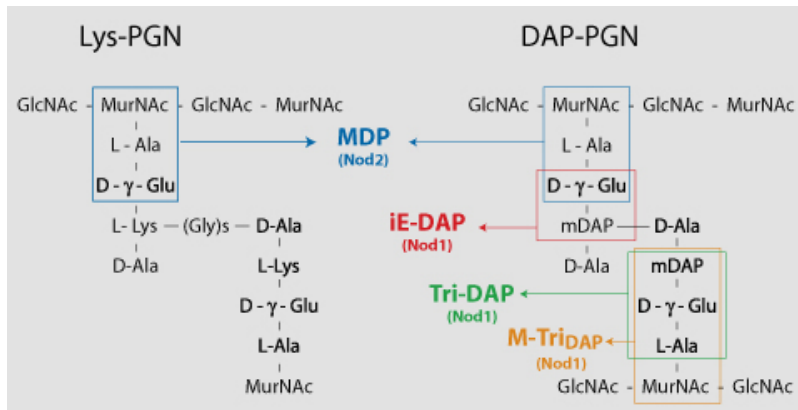 Lys-PGN
GlcNAc - MurNAc - GlcNAc - MurNAc
L - Ala
D - γ - Glu
L- Lys — (Gly)s — D-Ala
D-Ala
L-Lys
D - γ - Glu
L-Ala
MurNAc
MDP
(Nod2)
iE-DAP
(Nod1)
Tri-DAP
(Nod1)
M-TriDAP
(Nod1)
DAP-PGN
GlcNAc - MurNAc - GlcNAc - MurNAc
L - Ala
D - γ - Glu
mDAP — D-Ala
D-Ala
mDAP
D - γ - Glu
L-Ala
GlcNAc - MurNAc - GlcNAc